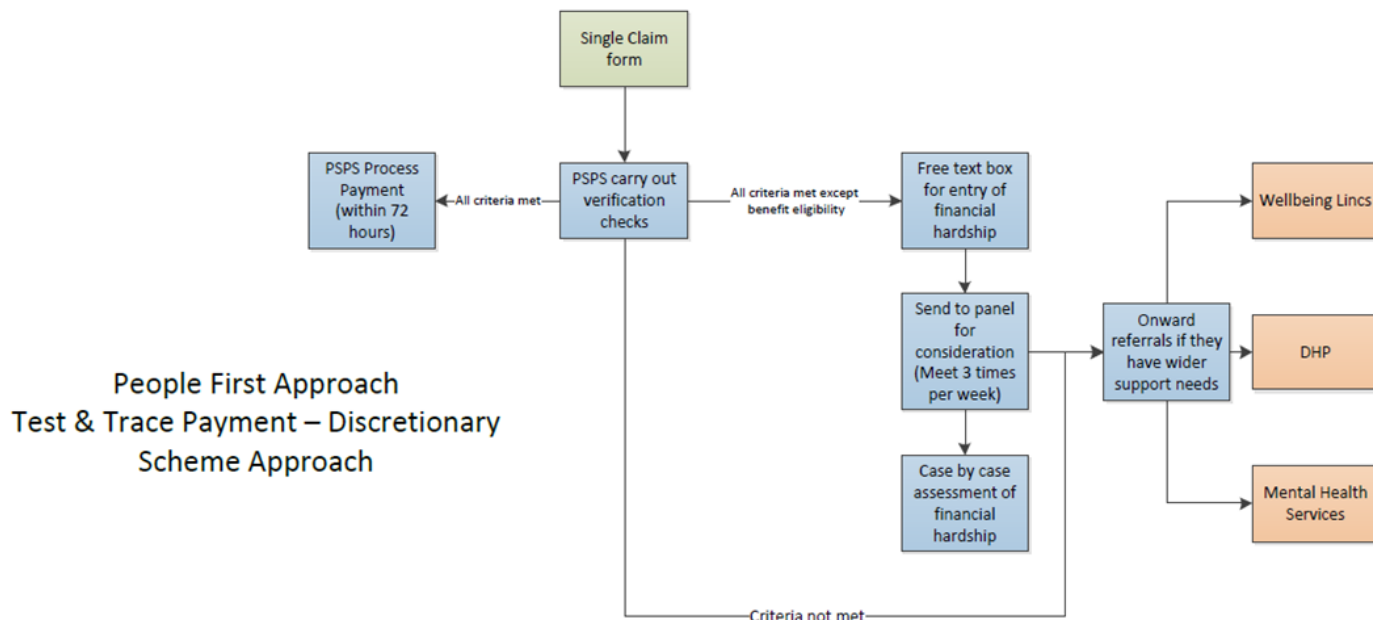 Single Claim
form
PSPS Process
Payment
(within 72
hours)
All criteria met
PSPS carry out
verification
checks
All criteria met except
benefit eligibility
Free text box
for entry of
financial
hardship
Wellbeing Lincs
Send to panel
for
consideration
(Meet 3 times
per week)
Onward
referrals if they
have wider
support needs
DHP
People First Approach
Test & Trace Payment – Discretionary
Scheme Approach
Case by case
assessment of
financial
hardship
Mental Health
Services
Criteria not met